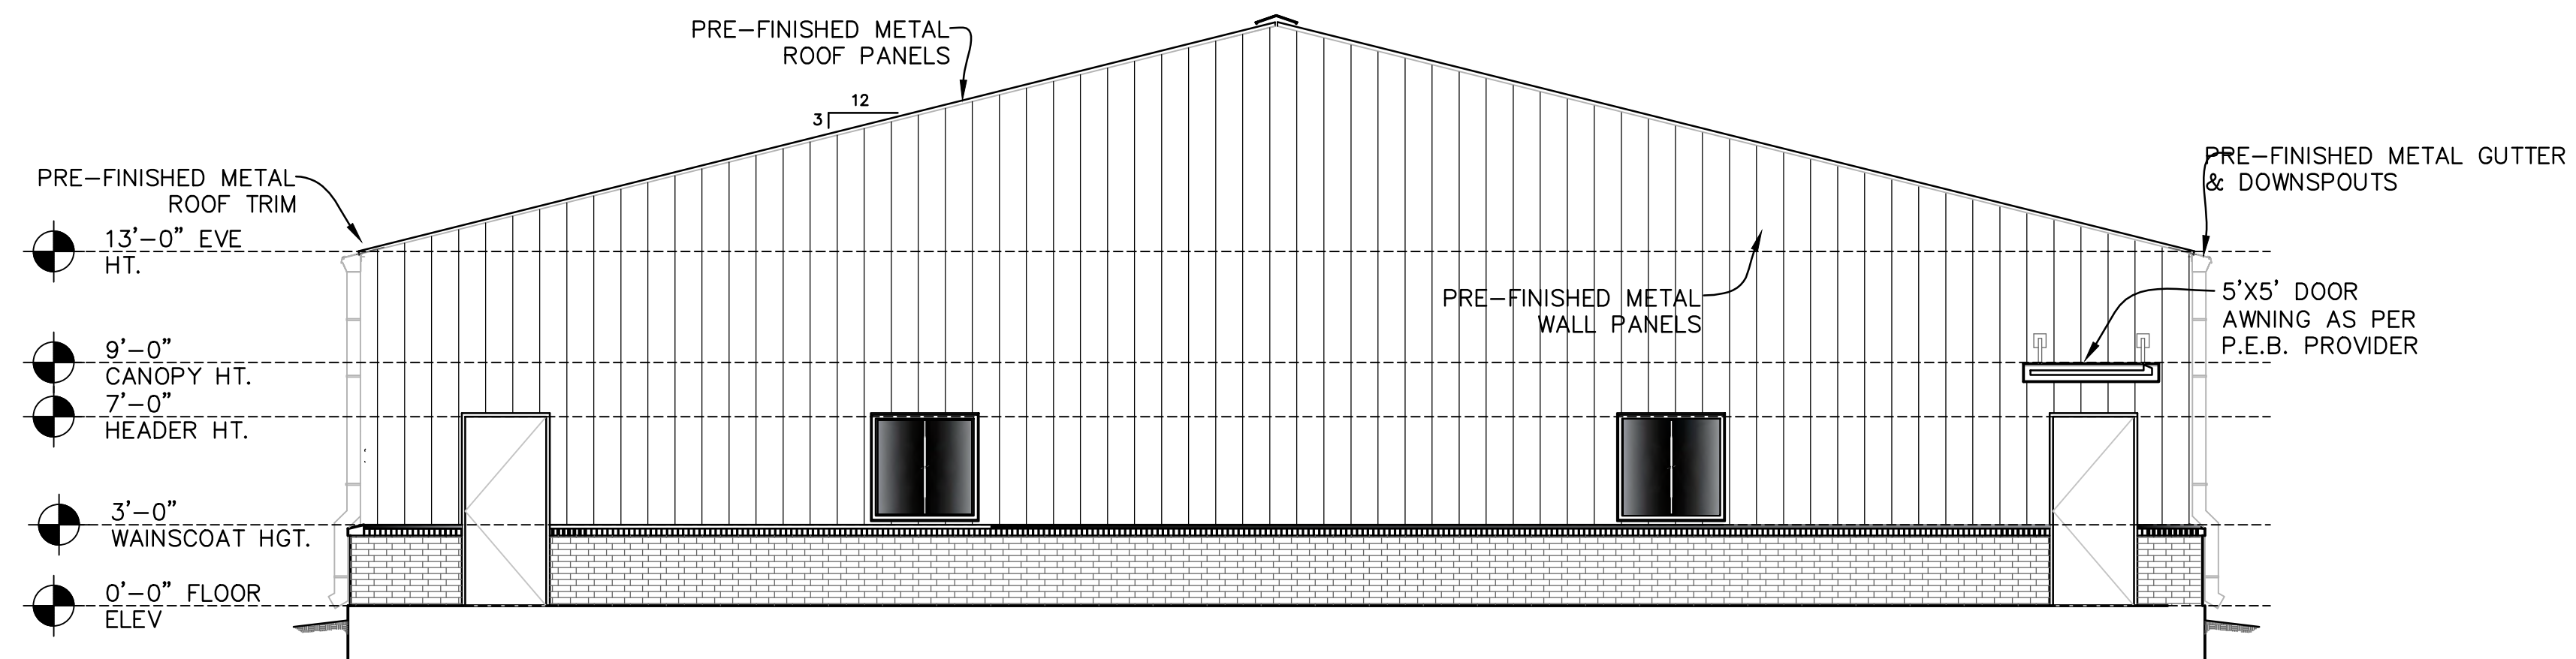 PRE-FINISHED METAL
ROOF PANELS
12
3
PRE-FINISHED METAL
ROOF TRIM
PRE-FINISHED METAL GUTTER
& DOWNSPOUTS
13'-0" EVE
HT.
PRE-FINISHED METAL
WALL PANELS
5'X5' DOOR
AWNING AS PER
P.E.B. PROVIDER
9'-0"
CANOPY HT.
7'-0"
HEADER HT.
3'-0"
WAINSCOAT HGT.
0'-0" FLOOR
ELEV